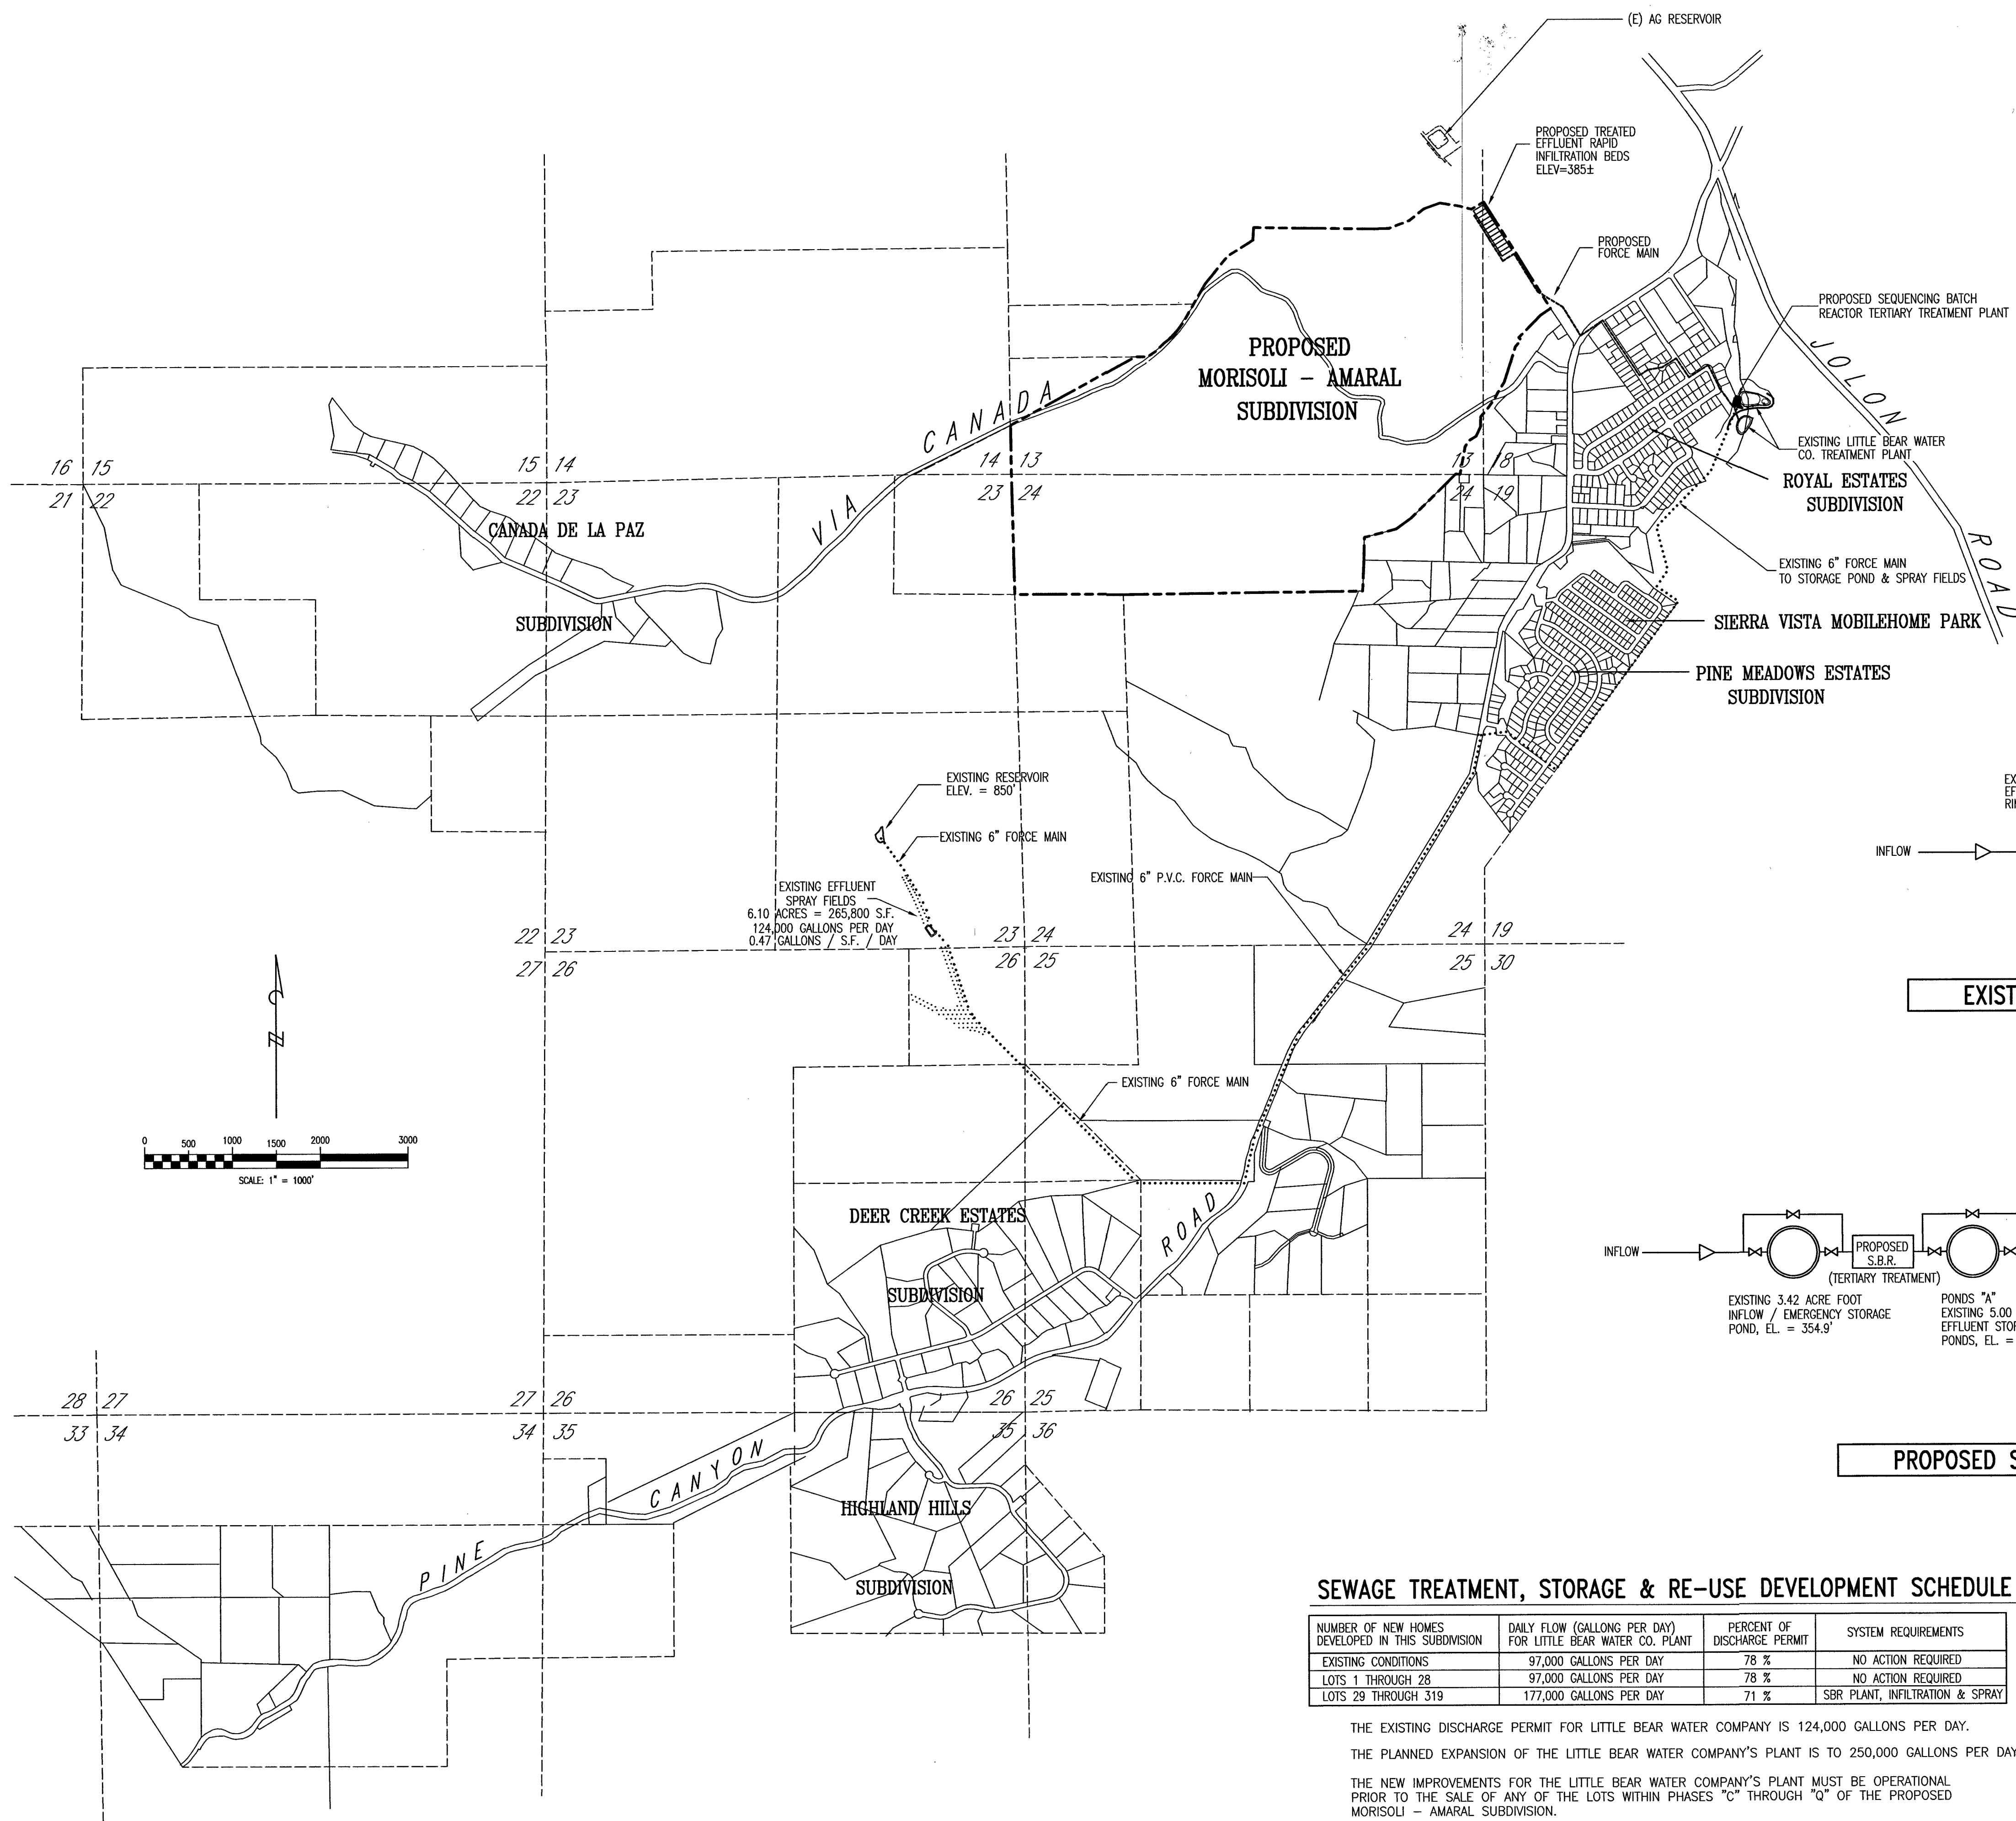 (E) AG RESERVOIR
PROPOSED TREATED
EFFLUENT RAPID
INFILTRATION BEDS
ELEV=385±
PROPOSED
FORCE MAIN
PROPOSED SEQUENCING BATCH
REACTOR TERTIARY TREATMENT PLANT
JOLON
ROAD
PROPOSED
MORISOLI - AMARAL
SUBDIVISION
EXISTING LITTLE BEAR WATER
CO. TREATMENT PLANT
ROYAL ESTATES
SUBDIVISION
EXISTING 6" FORCE MAIN
TO STORAGE POND & SPRAY FIELDS
SIERRA VISTA MOBILEHOME PARK
PINE MEADOWS ESTATES
SUBDIVISION
VIA CANADA
16 15
21 22
15 14
22 23
14 13
23 24
13 18
24 19
CANADA DE LA PAZ
SUBDIVISION
EXISTING RESERVOIR
ELEV. = 850'
EXISTING 6" FORCE MAIN
EXISTING EFFLUENT
SPRAY FIELDS
6.10 ACRES = 265,800 S.F.
124,000 GALLONS PER DAY
0.47 GALLONS / S.F. / DAY
EXISTING 6" P.V.C. FORCE MAIN
22 23
27 26
23 24
26 25
24 19
25 30
INFLOW
EXIST
N
0 500 1000 1500 2000 3000
SCALE: 1" = 1000'
EXISTING 6" FORCE MAIN
DEER CREEK ESTATES
SUBDIVISION
ROAD
INFLOW
PROPOSED
S.B.R.
(TERTIARY TREATMENT)
EXISTING 3.42 ACRE FOOT
INFLOW / EMERGENCY STORAGE
POND, EL. = 354.9'
PONDS "A"
EXISTING 5.00
EFFLUENT STOR
PONDS, EL. =
28 27
33 34
27 26
34 35
26 25
35 36
PINE CANYON
HIGHLAND HILLS
SUBDIVISION
PROPOSED S
SEWAGE TREATMENT, STORAGE & RE-USE DEVELOPMENT SCHEDULE
NUMBER OF NEW HOMES
DEVELOPED IN THIS SUBDIVISION
DAILY FLOW (GALLONG PER DAY)
FOR LITTLE BEAR WATER CO. PLANT
PERCENT OF
DISCHARGE PERMIT
SYSTEM REQUIREMENTS
EXISTING CONDITIONS 97,000 GALLONS PER DAY 78 % NO ACTION REQUIRED
LOTS 1 THROUGH 28 97,000 GALLONS PER DAY 78 % NO ACTION REQUIRED
LOTS 29 THROUGH 319 177,000 GALLONS PER DAY 71 % SBR PLANT, INFILTRATION & SPRAY
THE EXISTING DISCHARGE PERMIT FOR LITTLE BEAR WATER COMPANY IS 124,000 GALLONS PER DAY.
THE PLANNED EXPANSION OF THE LITTLE BEAR WATER COMPANY'S PLANT IS TO 250,000 GALLONS PER DAY
THE NEW IMPROVEMENTS FOR THE LITTLE BEAR WATER COMPANY'S PLANT MUST BE OPERATIONAL
PRIOR TO THE SALE OF ANY OF THE LOTS WITHIN PHASES "C" THROUGH "Q" OF THE PROPOSED
MORISOLI - AMARAL SUBDIVISION.